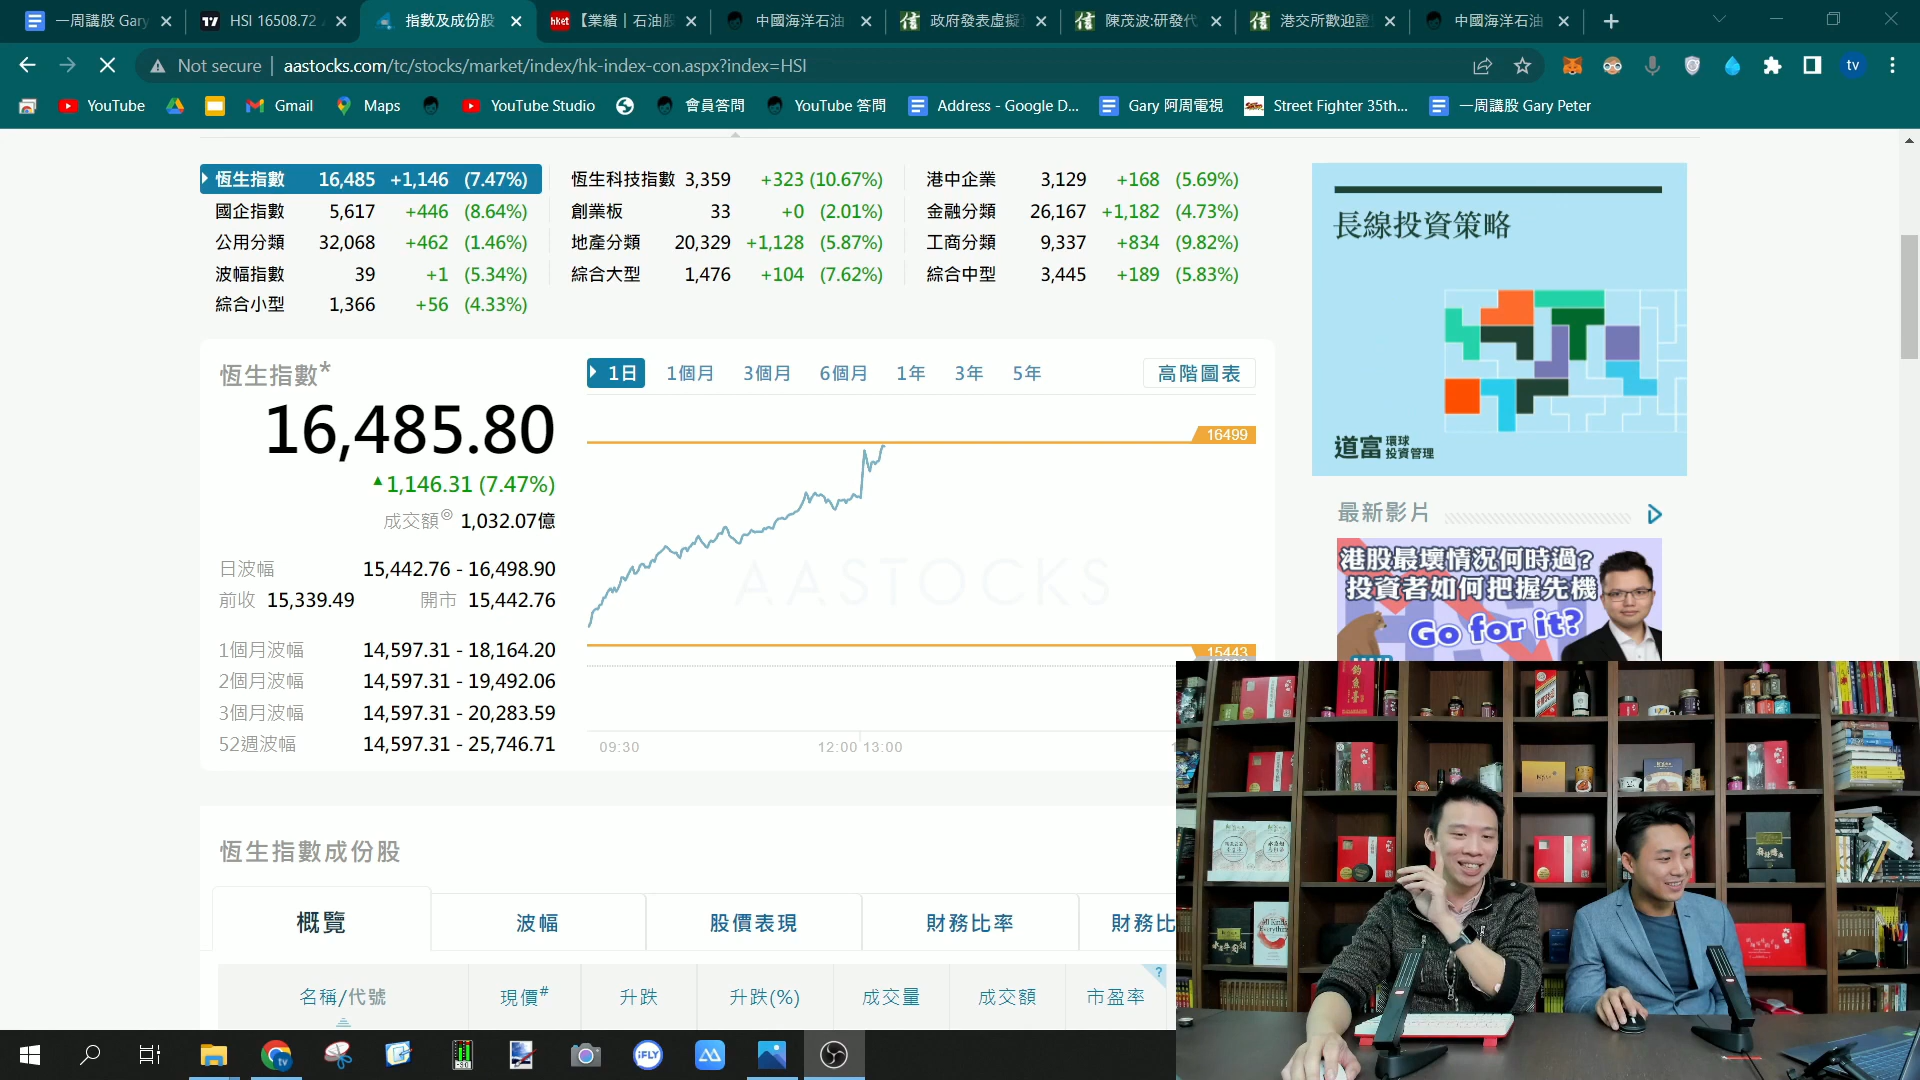 一周講股 Gary
HSI 16508.72
指數及成份股
hket
【業績｜石油股
中國海洋石油
政府發表虛擬
陳茂波:研發代
港交所歡迎證
中國海洋石油
Not secure
aastocks.com/tc/stocks/market/index/hk-index-con.aspx?index=HSI
tv
YouTube
Gmail
Maps
YouTube Studio
會員答問
YouTube 答問
Address - Google D...
Gary 阿周電視
Street Fighter 35th...
一周講股 Gary Peter
恆生指數 16,485 +1,146 (7.47%)
恆生科技指數 3,359 +323 (10.67%)
港中企業 3,129 +168 (5.69%)
國企指數 5,617 +446 (8.64%)
創業板 33 +0 (2.01%)
金融分類 26,167 +1,182 (4.73%)
公用分類 32,068 +462 (1.46%)
地產分類 20,329 +1,128 (5.87%)
工商分類 9,337 +834 (9.82%)
波幅指數 39 +1 (5.34%)
綜合大型 1,476 +104 (7.62%)
綜合中型 3,445 +189 (5.83%)
綜合小型 1,366 +56 (4.33%)
長線投資策略
道富 環球
投資管理
恆生指數*
1日 1個月 3個月 6個月 1年 3年 5年
高階圖表
16,485.80
▲1,146.31 (7.47%)
成交額◎ 1,032.07億
日波幅 15,442.76 - 16,498.90
前收 15,339.49 開市 15,442.76
1個月波幅 14,597.31 - 18,164.20
2個月波幅 14,597.31 - 19,492.06
3個月波幅 14,597.31 - 20,283.59
52週波幅 14,597.31 - 25,746.71
16499
AASTOCKS
15443
09:30 12:00 13:00
最新影片
港股最壞情況何時過?
投資者如何把握先機
Go for it?
恆生指數成份股
概覽
波幅
股價表現
財務比率
財務比
名稱/代號
現價#
升跌
升跌(%)
成交量
成交額
市盈率
?
iFLY